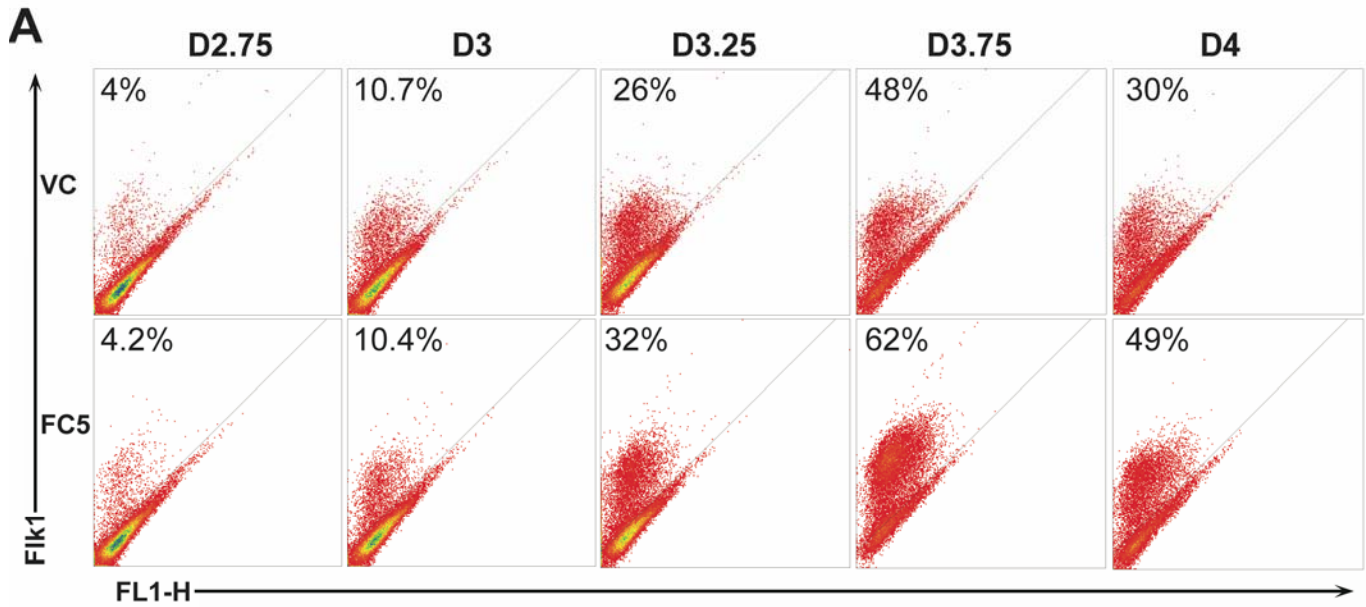 A
D2.75 D3 D3.25 D3.75 D4
VC
4% 10.7% 26% 48% 30%
FC5
4.2% 10.4% 32% 62% 49%
Flk1
FL1-H